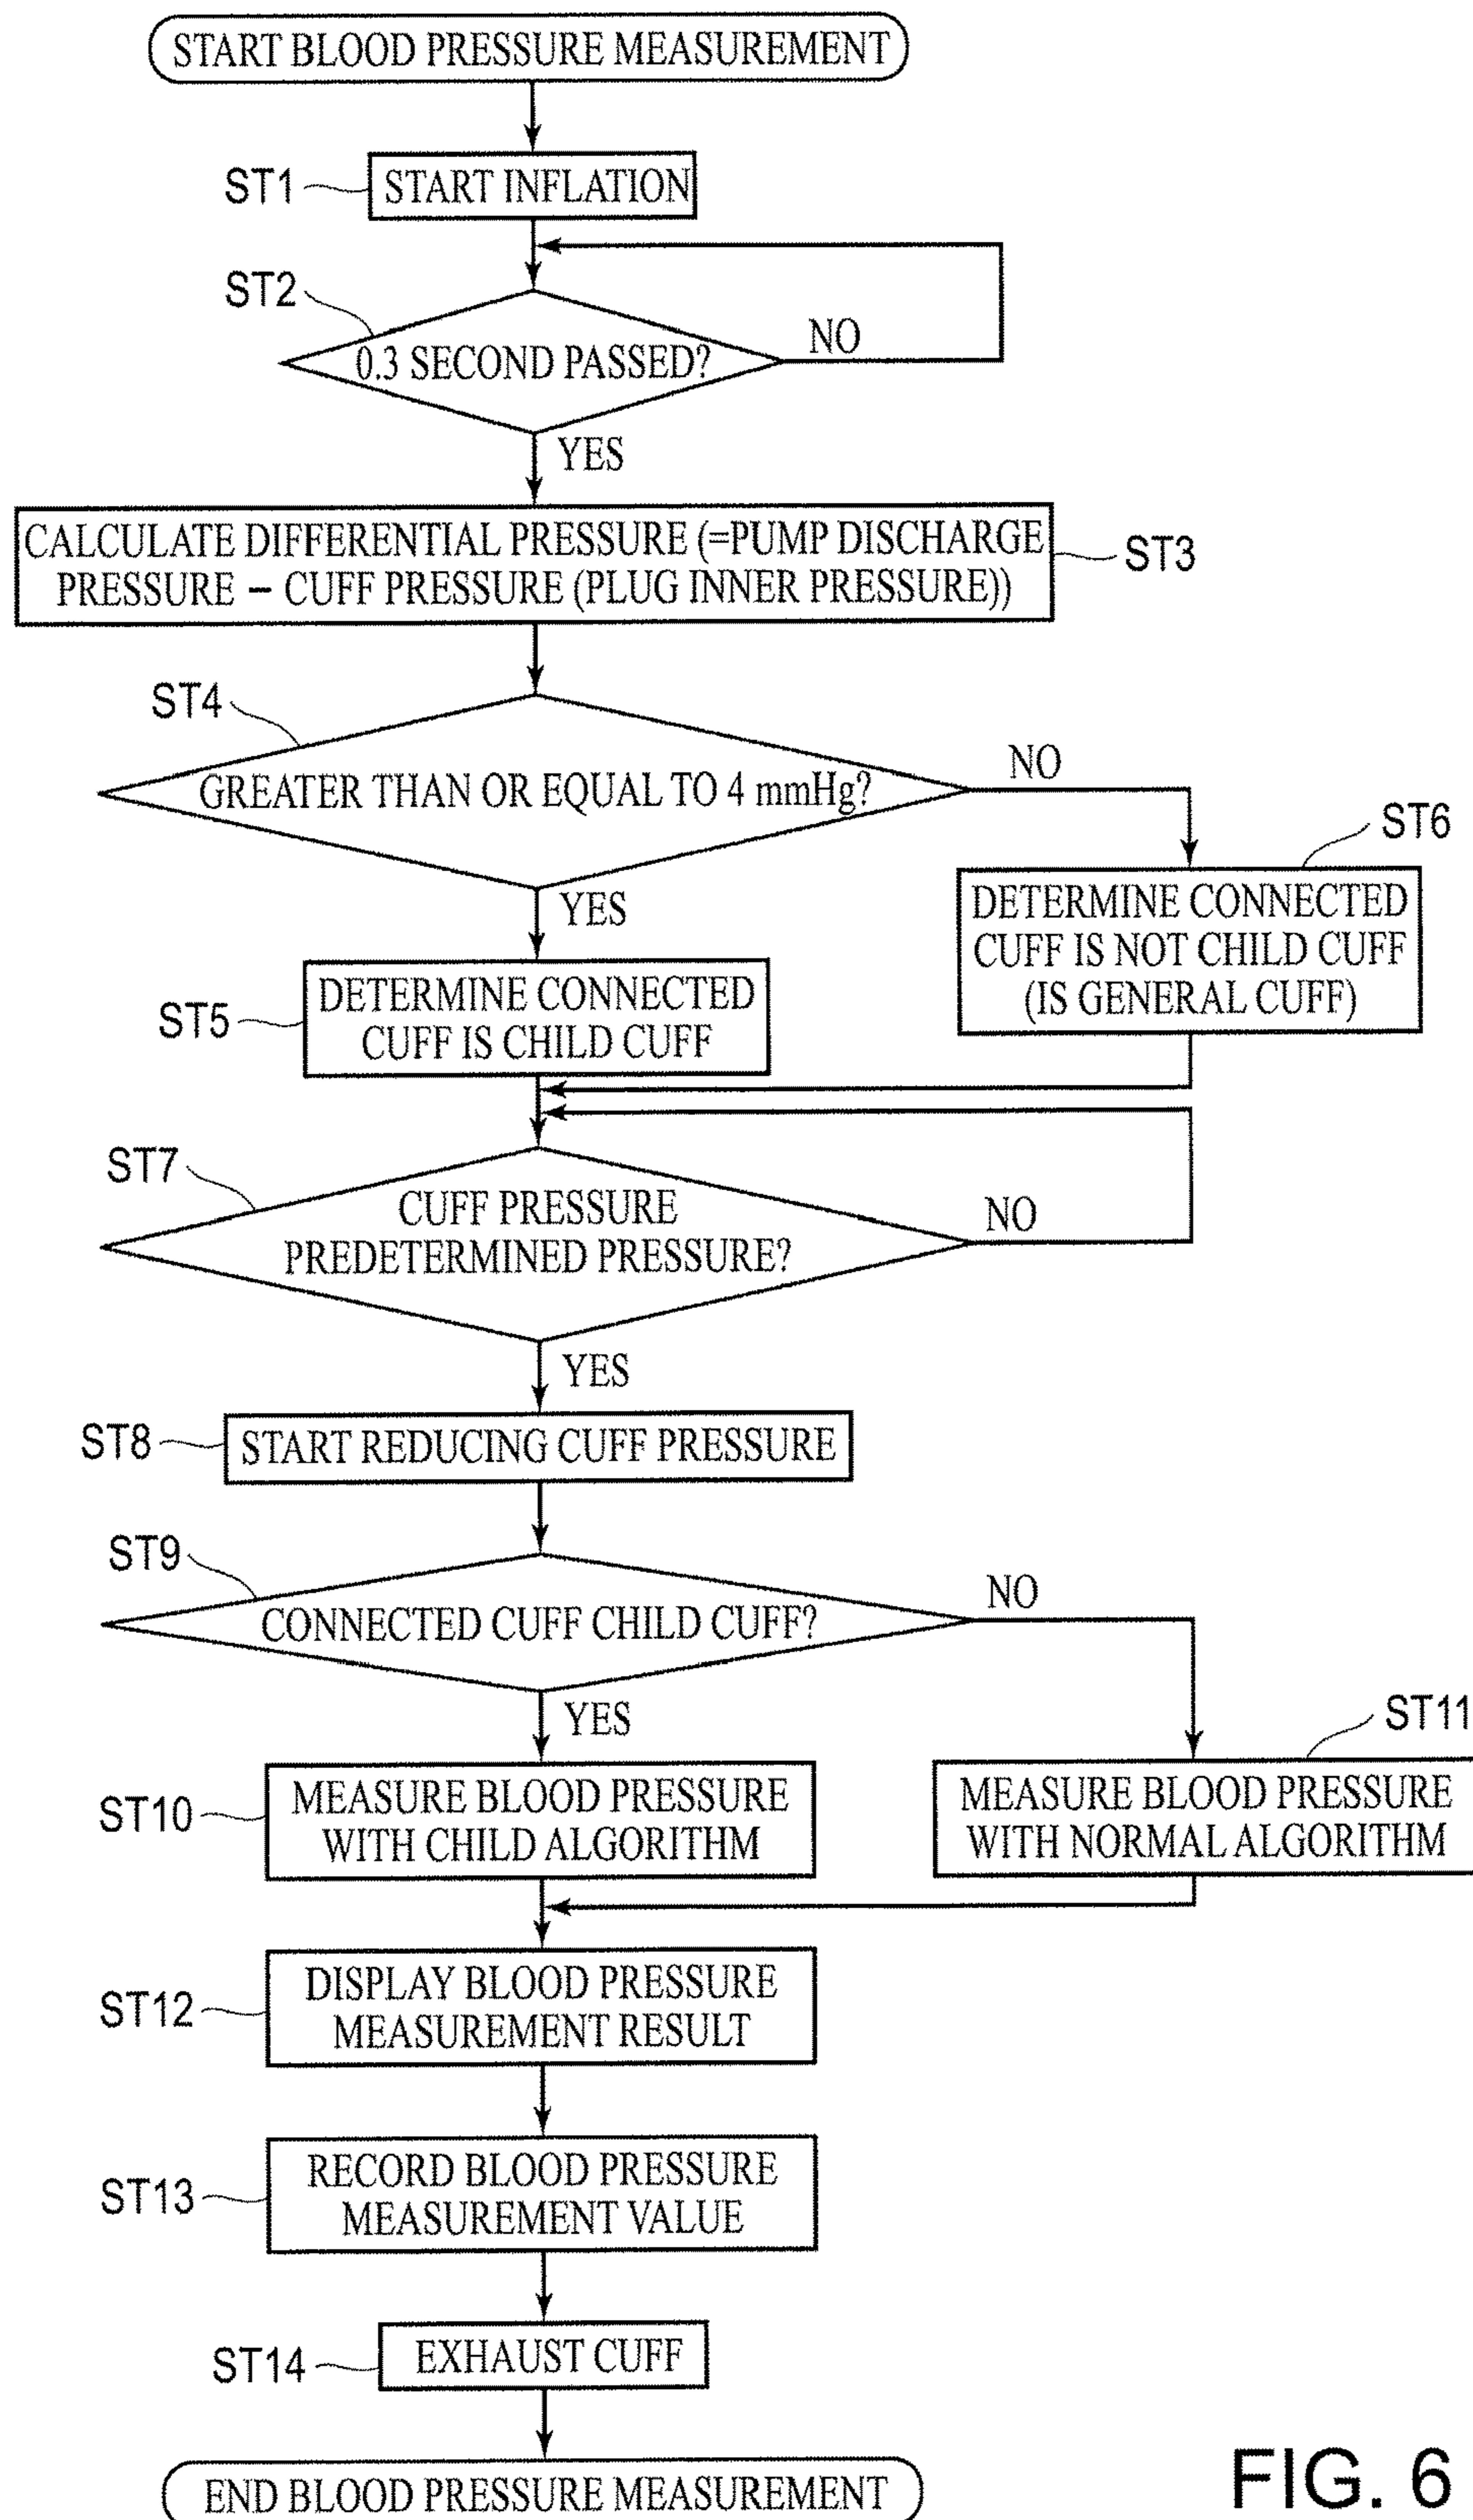 START BLOOD PRESSURE MEASUREMENT
ST1
START INFLATION
ST2
0.3 SECOND PASSED?
NO
YES
CALCULATE DIFFERENTIAL PRESSURE (=PUMP DISCHARGE
PRESSURE – CUFF PRESSURE (PLUG INNER PRESSURE))
ST3
ST4
GREATER THAN OR EQUAL TO 4 mmHg?
NO
YES
ST6
DETERMINE CONNECTED
CUFF IS NOT CHILD CUFF
(IS GENERAL CUFF)
ST5
DETERMINE CONNECTED
CUFF IS CHILD CUFF
ST7
CUFF PRESSURE
PREDETERMINED PRESSURE?
NO
YES
ST8
START REDUCING CUFF PRESSURE
ST9
CONNECTED CUFF CHILD CUFF?
NO
YES
ST10
MEASURE BLOOD PRESSURE
WITH CHILD ALGORITHM
ST11
MEASURE BLOOD PRESSURE
WITH NORMAL ALGORITHM
ST12
DISPLAY BLOOD PRESSURE
MEASUREMENT RESULT
ST13
RECORD BLOOD PRESSURE
MEASUREMENT VALUE
ST14
EXHAUST CUFF
END BLOOD PRESSURE MEASUREMENT
FIG. 6